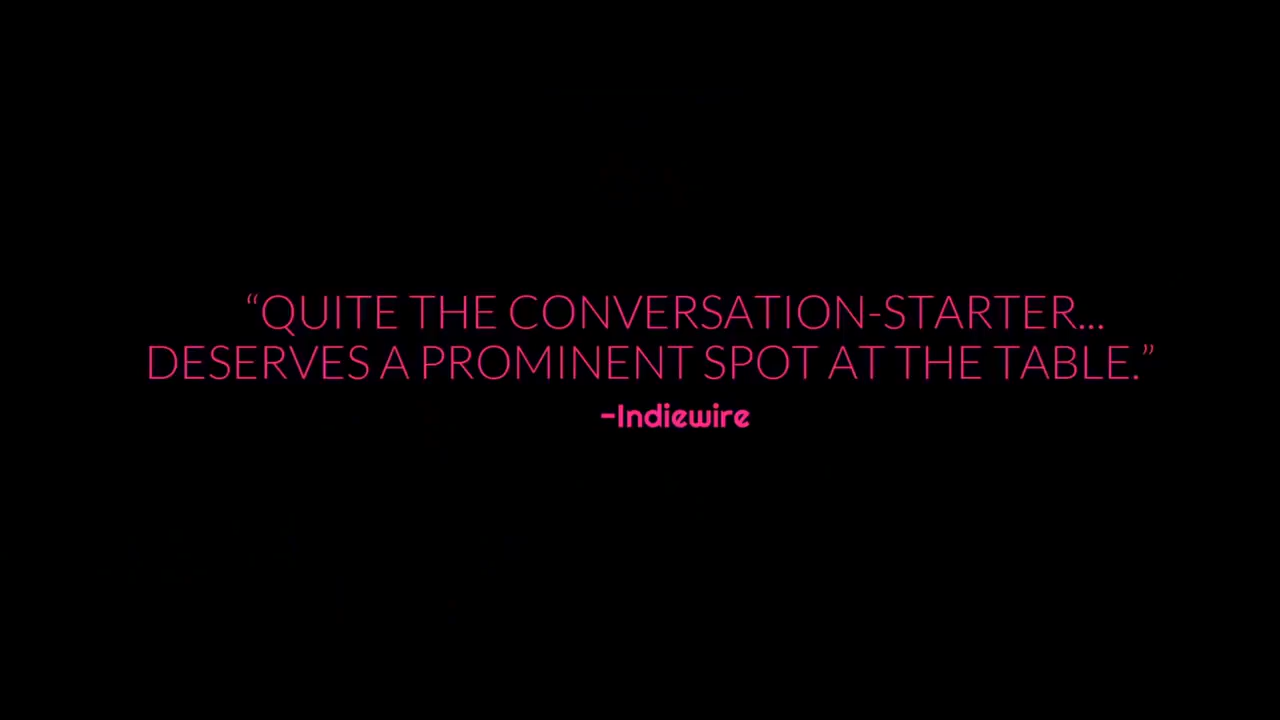 “QUITE THE CONVERSATION-STARTER...
DESERVES A PROMINENT SPOT AT THE TABLE.”
-Indiewire